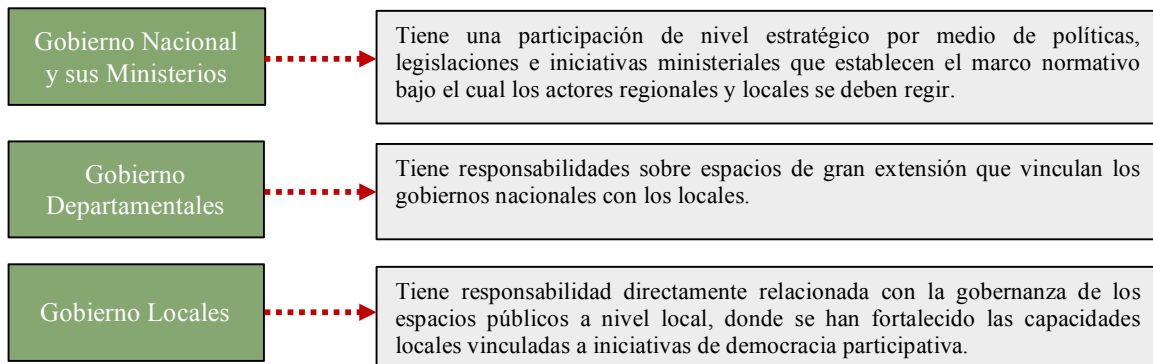 Gobierno Nacional
y sus Ministerios
Tiene una participación de nivel estratégico por medio de políticas,
legislaciones e iniciativas ministeriales que establecen el marco normativo
bajo el cual los actores regionales y locales se deben regir.
Gobierno
Departamentales
Tiene responsabilidades sobre espacios de gran extensión que vinculan los
gobiernos nacionales con los locales.
Gobierno Locales
Tiene responsabilidad directamente relacionada con la gobernanza de los
espacios públicos a nivel local, donde se han fortalecido las capacidades
locales vinculadas a iniciativas de democracia participativa.